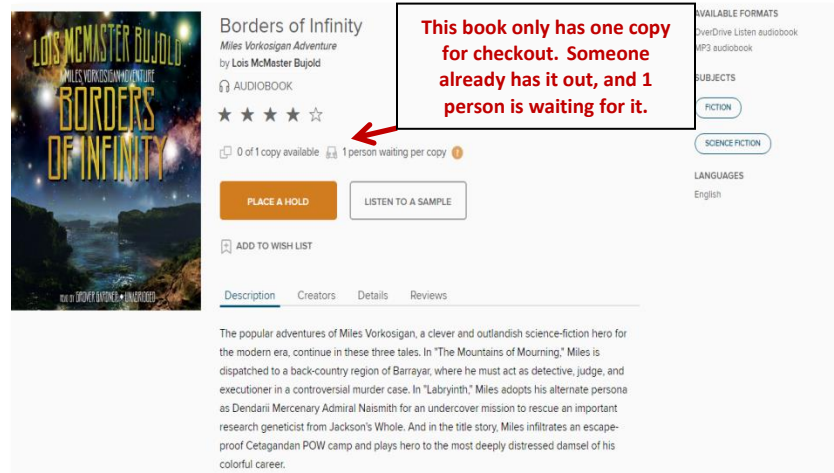 LOIS MCMASTER BUJOLD
A MILES VORKOSIGAN ADVENTURE
BORDERS
OF INFINITY
READ BY GROVER GARDNER • UNABRIDGED
Borders of Infinity
Miles Vorkosigan Adventure
by Lois McMaster Bujold
AUDIOBOOK
0 of 1 copy available 1 person waiting per copy
PLACE A HOLD LISTEN TO A SAMPLE
ADD TO WISH LIST
This book only has one copy
for checkout. Someone
already has it out, and 1
person is waiting for it.
AVAILABLE FORMATS
OverDrive Listen audiobook
MP3 audiobook
SUBJECTS
FICTION
SCIENCE FICTION
LANGUAGES
English
Description Creators Details Reviews
The popular adventures of Miles Vorkosigan, a clever and outlandish science-fiction hero for
the modern era, continue in these three tales. In "The Mountains of Mourning," Miles is
dispatched to a back-country region of Barrayar, where he must act as detective, judge, and
executioner in a controversial murder case. In "Labryinth," Miles adopts his alternate persona
as Dendarii Mercenary Admiral Naismith for an undercover mission to rescue an important
research geneticist from Jackson's Whole. And in the title story, Miles infiltrates an escape-
proof Cetagandan POW camp and plays hero to the most deeply distressed damsel of his
colorful career.